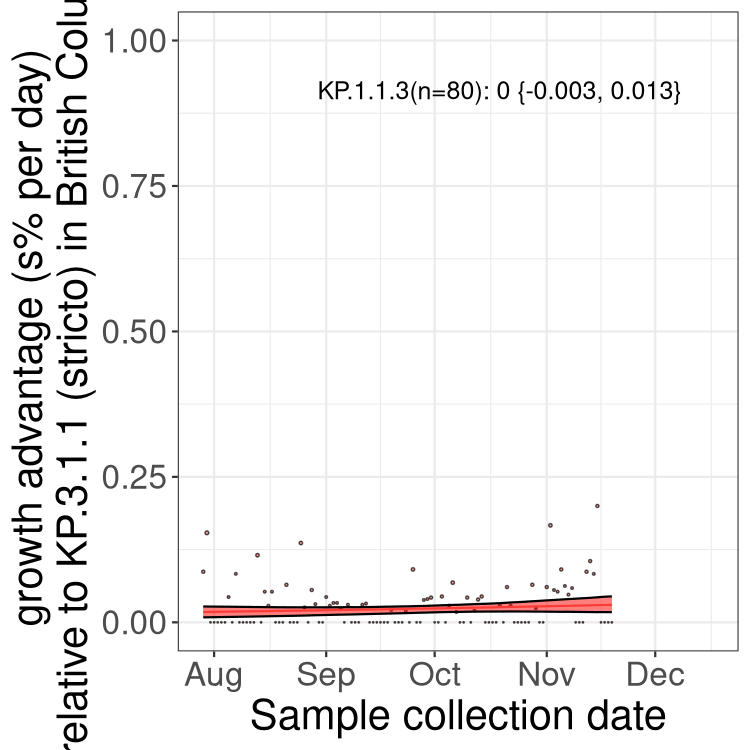 growth advantage (s% per day)
relative to KP.3.1.1 (stricto) in British Colu
1.00
0.75
0.50
0.25
0.00
KP.1.1.3(n=80): 0 {-0.003, 0.013}
Aug Sep Oct Nov Dec
Sample collection date